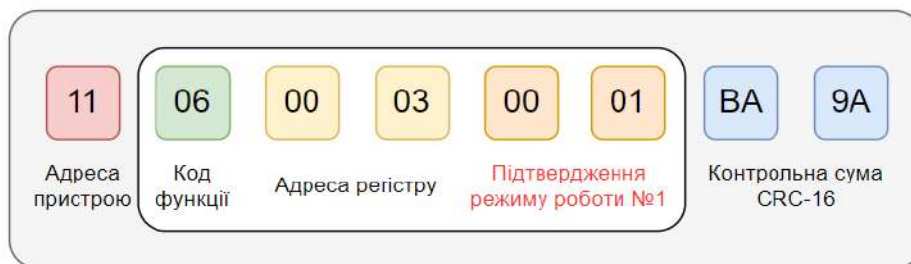 11 06 00 03 00 01 BA 9A
Адреса пристрою
Код функції
Адреса регістру
Підтвердження режиму роботи №1
Контрольна сума CRC-16